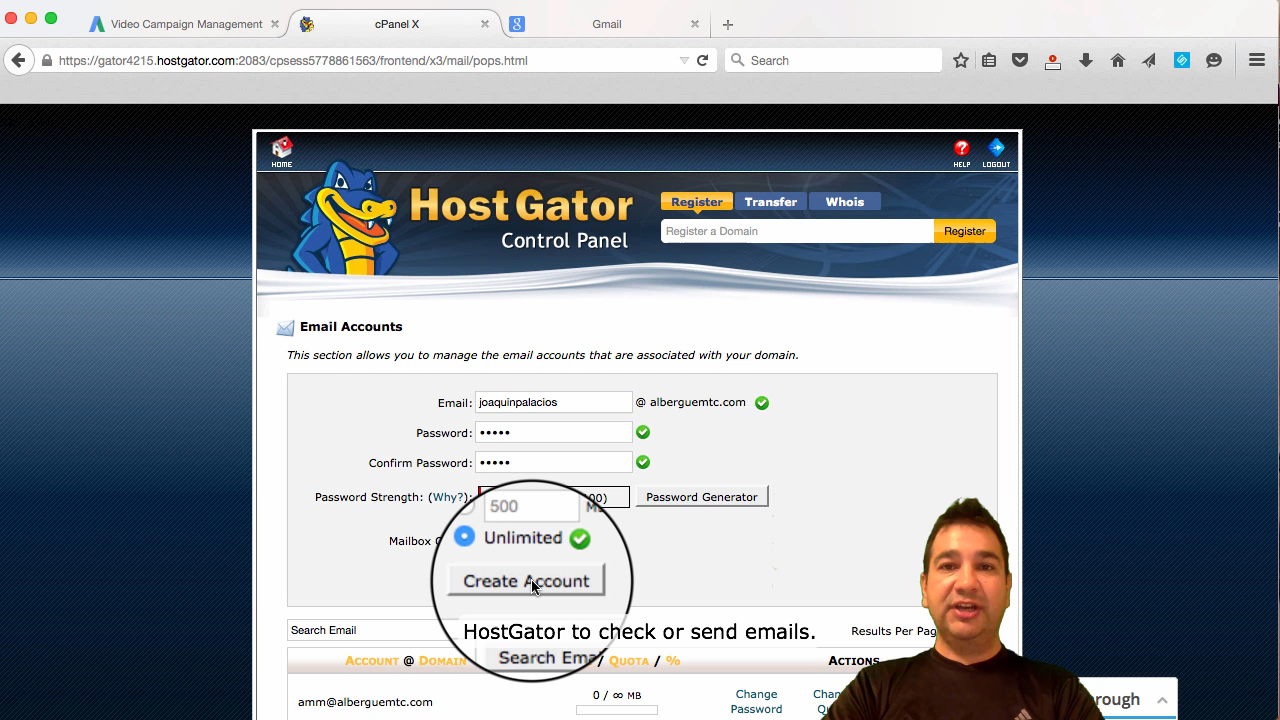 Video Campaign Management
cPanel X
Gmail
https://gator4215.hostgator.com:2083/cpsess5778861563/frontend/x3/mail/pops.html
Search
HOME
HELP
LOGOUT
HostGator
Control Panel
Register
Transfer
Whois
Register a Domain
Register
Email Accounts
This section allows you to manage the email accounts that are associated with your domain.
Email:
joaquinpalacios
@ alberguemtc.com
Password:
•••••
Confirm Password:
•••••
Password Strength: (Why?):
00)
Password Generator
500
Mailbox
Unlimited
Create Account
Search Email
HostGator to check or send emails.
Results Per
ACCOUNT @ DOMAIN
Search
/ QUOTA / %
ACTIONS
amm@alberguemtc.com
0 / ∞ MB
Change
Password